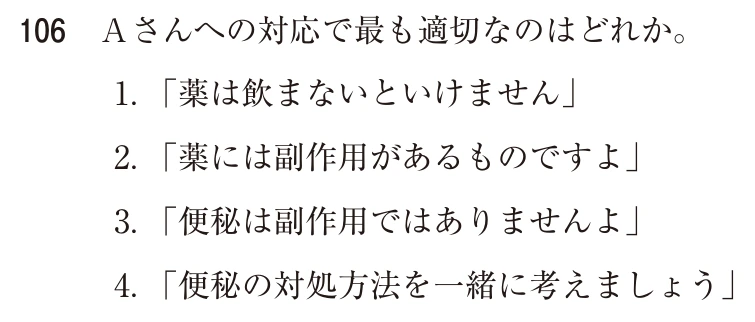 106 Aさんへの対応で最も適切なのはどれか。
1. 「薬は飲まないといけません」
2. 「薬には副作用があるものですよ」
3. 「便秘は副作用ではありませんよ」
4. 「便秘の対処方法を一緒に考えましょう」